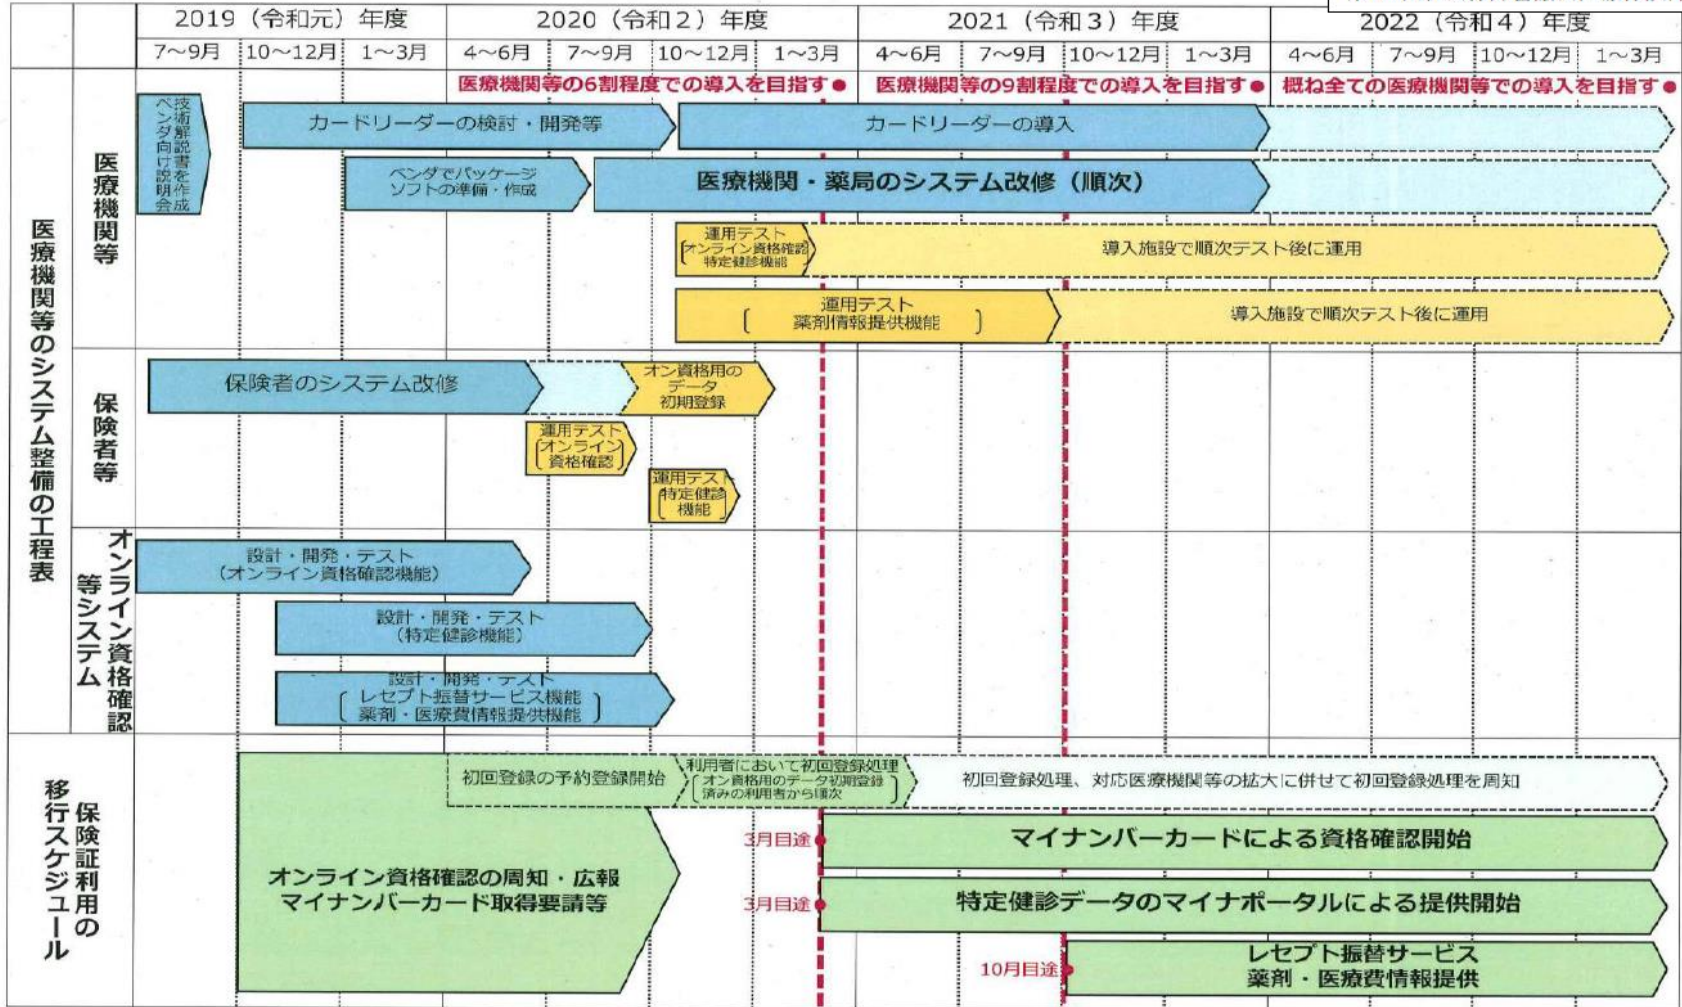 2019（令和元）年度
2020（令和２）年度
2021（令和３）年度
2022（令和４）年度
7～9月
10～12月
1～3月
4～6月
7～9月
10～12月
1～3月
4～6月
7～9月
10～12月
1～3月
4～6月
7～9月
10～12月
1～3月
医療機関等のシステム整備の工程表
医療機関等
医療機関等の6割程度での導入を目指す
医療機関等の9割程度での導入を目指す
概ね全ての医療機関等での導入を目指す
技術解説書を作成
ベンダ向け説明会
カードリーダーの検討・開発等
カードリーダーの導入
ベンダでパッケージ
ソフトの準備・作成
医療機関・薬局のシステム改修（順次）
運用テスト
オンライン資格確認
特定健診機能
導入施設で順次テスト後に運用
運用テスト
薬剤情報提供機能
導入施設で順次テスト後に運用
保険者等
保険者のシステム改修
オン資格用の
データ
初期登録
運用テスト
オンライン
資格確認
運用テスト
特定健診
機能
オンライン資格確認
等システム
設計・開発・テスト
（オンライン資格確認機能）
設計・開発・テスト
（特定健診機能）
設計・開発・テスト
レセプト振替サービス機能
薬剤・医療費情報提供機能
保険証利用の
移行スケジュール
初回登録の予約登録開始
利用者において初回登録処理
オン資格用のデータ初期登録
済みの利用者から順次
初回登録処理、対応医療機関等の拡大に併せて初回登録処理を周知
オンライン資格確認の周知・広報
マイナンバーカード取得要請等
3月目途
マイナンバーカードによる資格確認開始
3月目途
特定健診データのマイナポータルによる提供開始
10月目途
レセプト振替サービス
薬剤・医療費情報提供